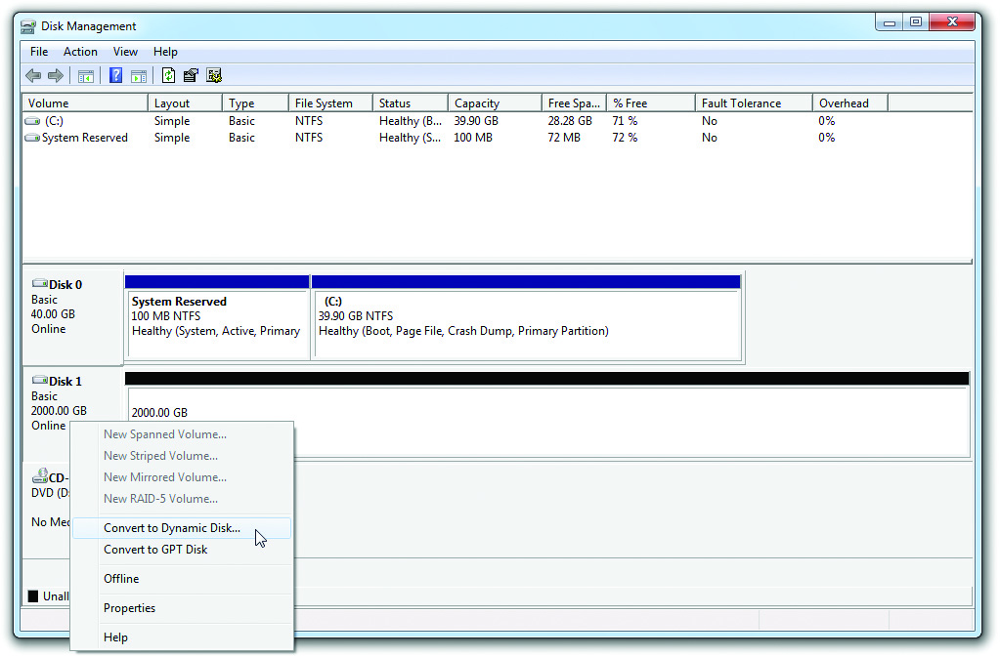 Disk Management
File Action View Help
Volume Layout Type File System Status Capacity Free Spa... % Free Fault Tolerance Overhead
(C:) Simple Basic NTFS Healthy (B... 39.90 GB 28.28 GB 71 % No 0%
System Reserved Simple Basic NTFS Healthy (S... 100 MB 72 MB 72 % No 0%
Disk 0
Basic
40.00 GB
Online
System Reserved
100 MB NTFS
Healthy (System, Active, Primary
(C:)
39.90 GB NTFS
Healthy (Boot, Page File, Crash Dump, Primary Partition)
Disk 1
Basic
2000.00 GB
Online
2000.00 GB
CD-
DVD (D:
No Med
Unall
New Spanned Volume...
New Striped Volume...
New Mirrored Volume...
New RAID-5 Volume...
Convert to Dynamic Disk...
Convert to GPT Disk
Offline
Properties
Help